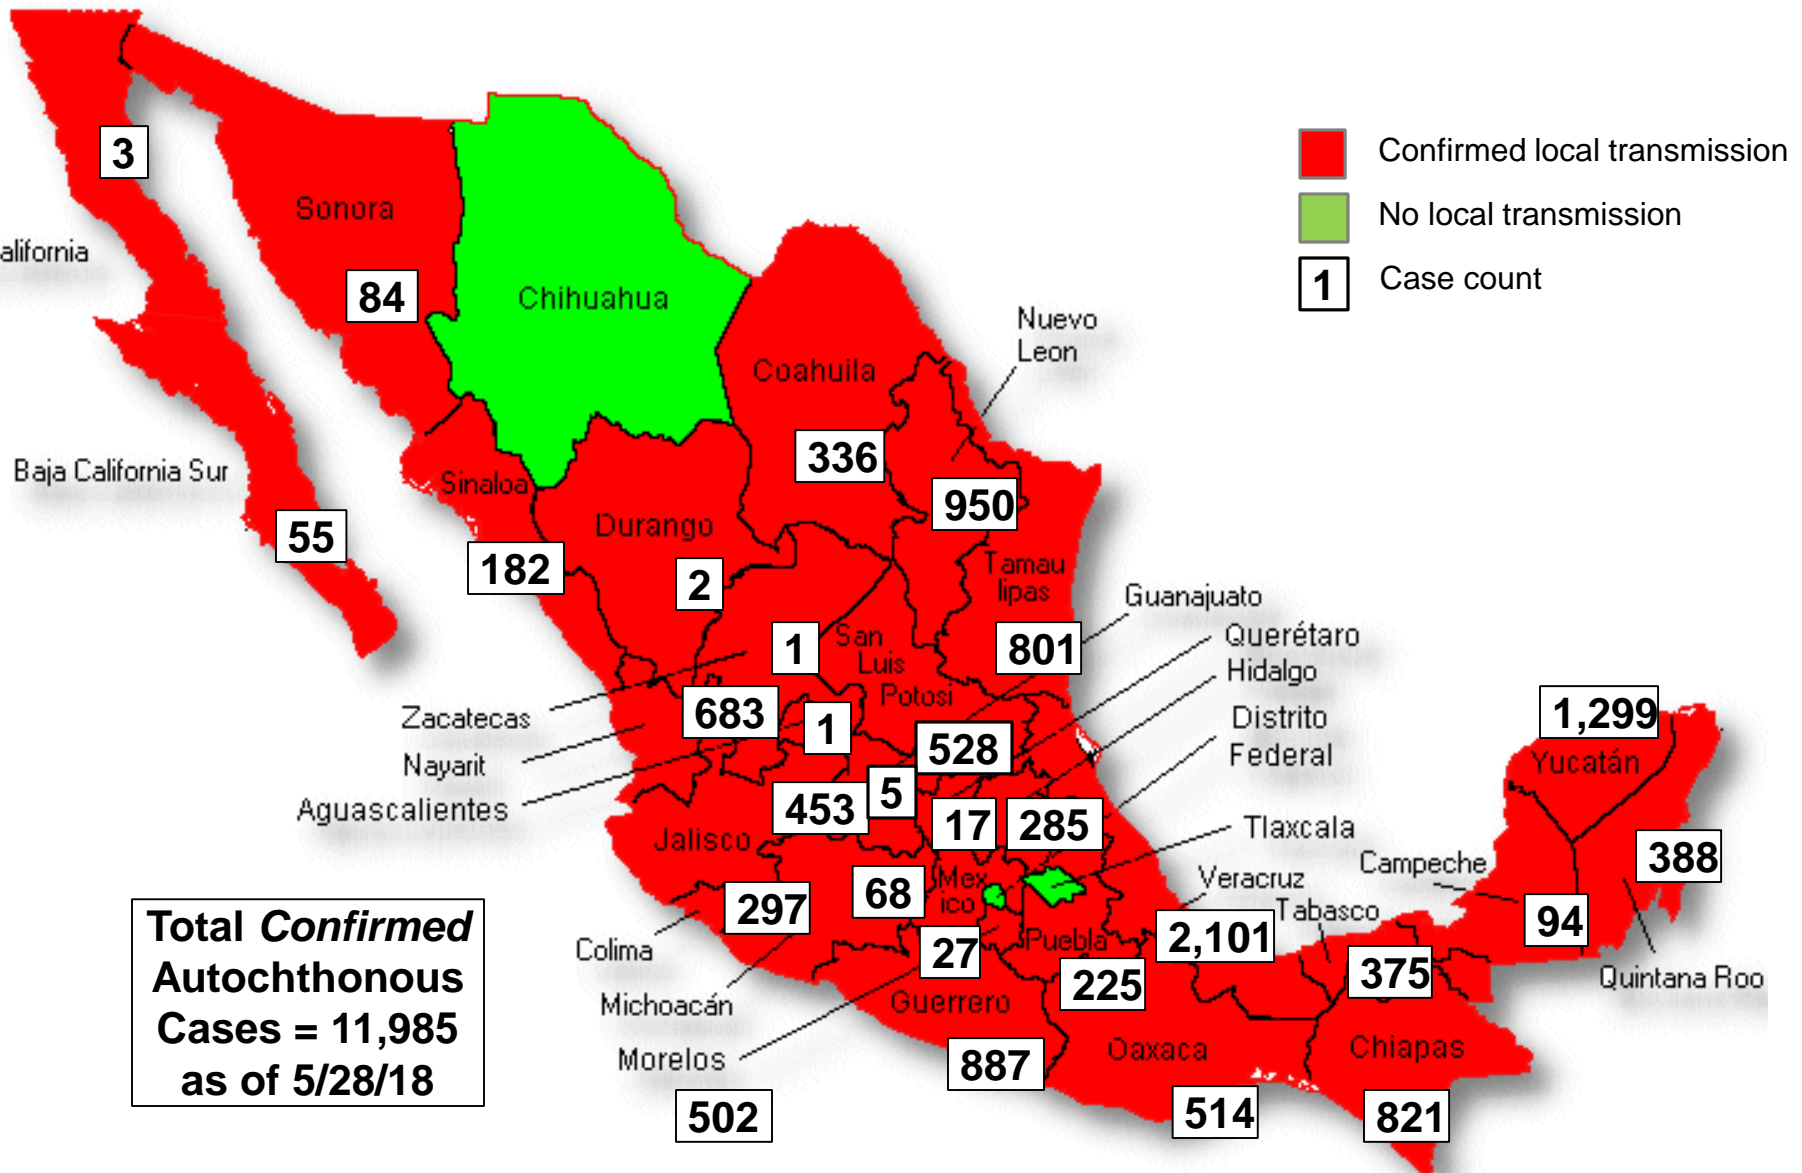 3
Sonora
alifornia
84
Chihuahua
Confirmed local transmission
No local transmission
1 Case count
Nuevo
Leon
Coahuila
336
950
Baja California Sur
55
Sinaloa
182
Durango
2
Tamau
lipas
801
Guanajuato
Querétaro
Hidalgo
Distrito
Federal
Tlaxcala
1
San
Luis
Potosi
Zacatecas
683
Nayarit
1
Aguascalientes
528
5
453
17
285
Jalisco
Mex
ico
68
297
Colima
Michoacán
Morelos
502
27
Puebla
225
Guerrero
887
Veracruz
2,101
Tabasco
375
Campeche
94
1,299
Yucatán
388
Quintana Roo
Oaxaca
514
Chiapas
821
Total Confirmed
Autochthonous
Cases = 11,985
as of 5/28/18